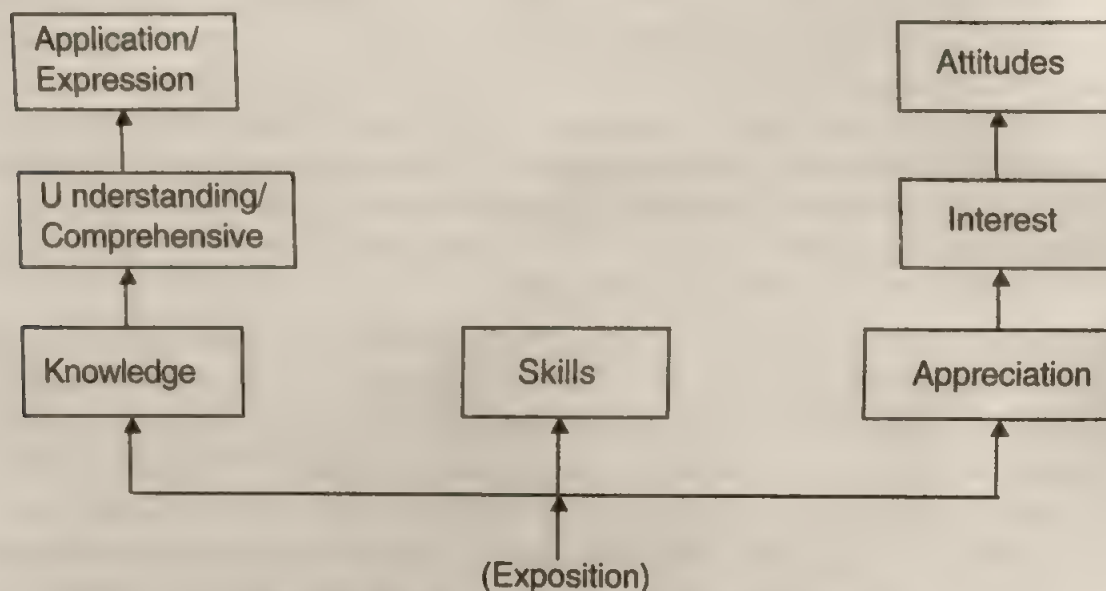 Application/
Expression
Attitudes
U nderstanding/
Comprehensive
Interest
Knowledge
Skills
Appreciation
(Exposition)